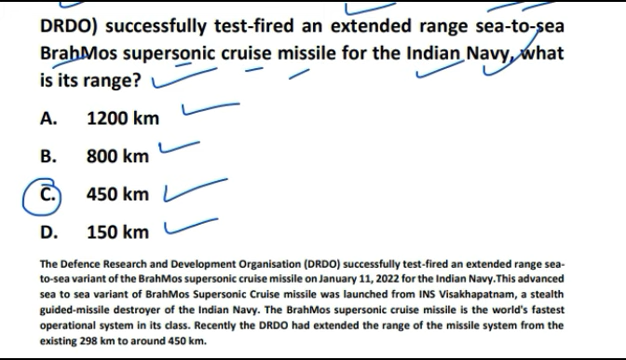 DRDO) successfully test-fired an extended range sea-to-sea
BrahMos supersonic cruise missile for the Indian Navy, what
is its range?
A. 1200 km
B. 800 km
C. 450 km
D. 150 km
The Defence Research and Development Organisation (DRDO) successfully test-fired an extended range sea-
to-sea variant of the BrahMos supersonic cruise missile on January 11, 2022 for the Indian Navy.This advanced
sea to sea variant of BrahMos Supersonic Cruise missile was launched from INS Visakhapatnam, a stealth
guided-missile destroyer of the Indian Navy. The BrahMos supersonic cruise missile is the world's fastest
operational system in its class. Recently the DRDO had extended the range of the missile system from the
existing 298 km to around 450 km.